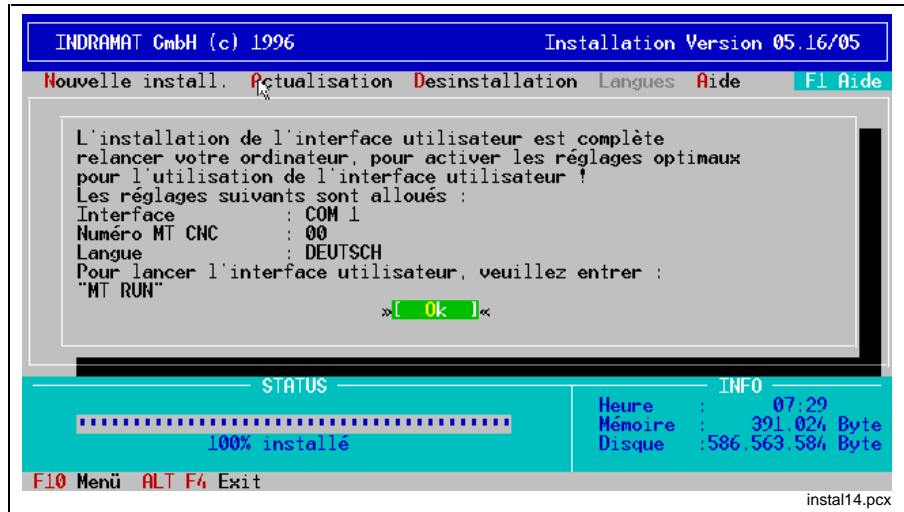 INDRAMAT GmbH (c) 1996 Installation Version 05.16/05
Nouvelle install. Actualisation Desinstallation Langues Aide F1 Aide
L'installation de l'interface utilisateur est complète
relancer votre ordinateur, pour activer les réglages optimaux
pour l'utilisation de l'interface utilisateur !
Les réglages suivants sont alloués :
Interface : COM 1
Numéro MT CNC : 00
Langue : DEUTSCH
Pour lancer l'interface utilisateur, veuillez entrer :
"MT RUN"
»[ Ok ]«
STATUS
100% installé
INFO
Heure : 07:29
Mémoire : 391.024 Byte
Disque :586.563.584 Byte
F10 Menü ALT F4 Exit
instal14.pcx